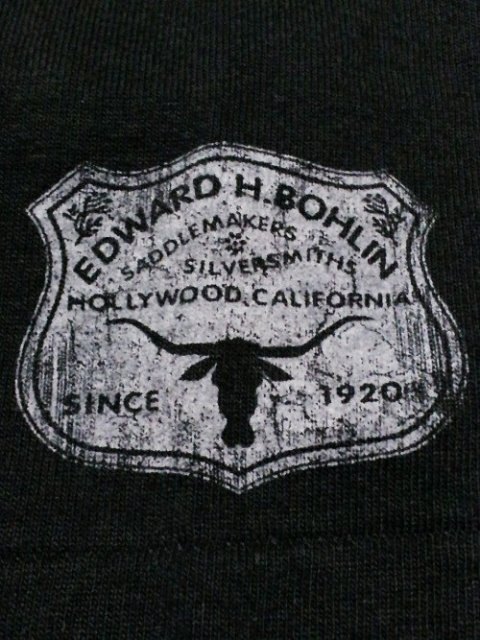 EDWARD H. BOHLIN
SADDLEMAKERS
SILVERSMITHS
HOLLYWOOD, CALIFORNIA
SINCE 1920